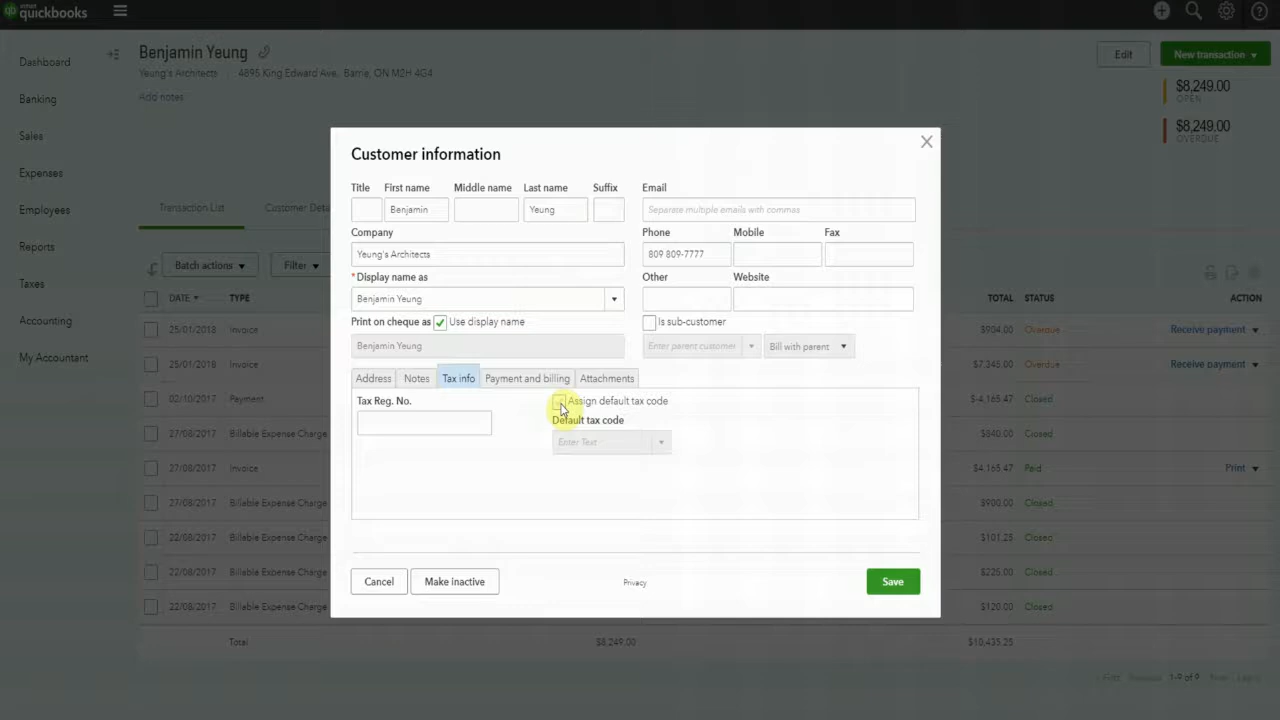 quickbooks
Benjamin Yeung
Edit
New transaction
Yeung's Architects
4895 King Edward Ave, Barrie, ON M2H 4G4
$8,249.00
OPEN
Add notes
$8,249.00
OVERDUE
Dashboard
Banking
Sales
Expenses
Employees
Reports
Taxes
Accounting
My Accountant
Transaction List
Customer Deta
Batch actions
Filter
DATE TYPE
TOTAL STATUS ACTION
25/01/2018 Invoice
$904.00 Overdue Receive payment
25/01/2018 Invoice
$7,345.00 Overdue Receive payment
02/10/2017 Payment
$-4,165.47 Closed
27/08/2017 Billable Expense Charge
$840.00 Closed
27/08/2017 Invoice
$4,165.47 Paid Print
27/08/2017 Billable Expense Charge
$900.00 Closed
22/08/2017 Billable Expense Charge
$101.25 Closed
22/08/2017 Billable Expense Charge
$225.00 Closed
22/08/2017 Billable Expense Charge
$120.00 Closed
Total $8,249.00 $10,435.25
First Previous 1-9 of 9 Next Last
Customer information
Title First name Middle name Last name Suffix
Benjamin Yeung
Company
Yeung's Architects
*Display name as
Benjamin Yeung
Print on cheque as Use display name
Benjamin Yeung
Email
Separate multiple emails with commas
Phone Mobile Fax
809 809-7777
Other Website
Is sub-customer
Enter parent customer Bill with parent
Address Notes Tax info Payment and billing Attachments
Tax Reg. No.
Assign default tax code
Default tax code
Enter Text
Cancel Make inactive Privacy Save